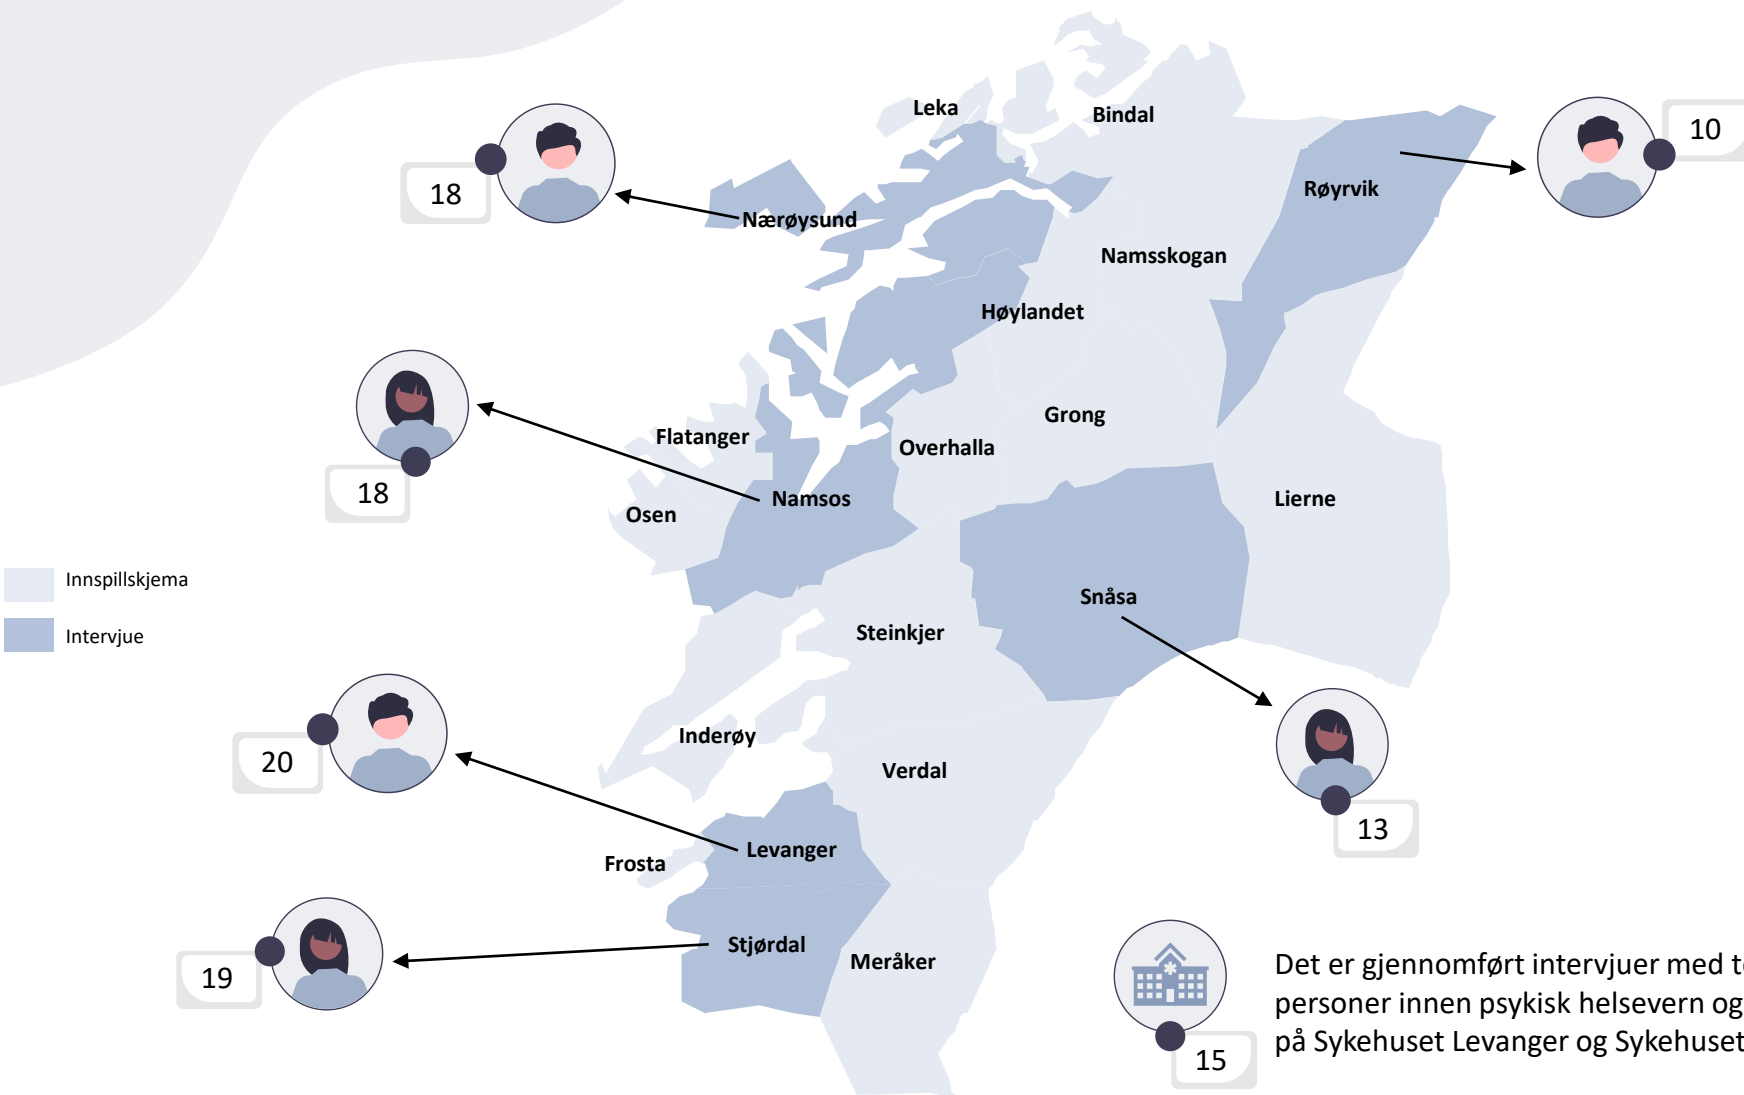 Leka
Bindal
10
18
Røyrvik
Nærøysund
Namsskogan
Høylandet
Grong
Flatanger
Overhalla
18
Namsos
Lierne
Osen
Innspillskjema
Snåsa
Intervjue
Steinkjer
Inderøy
20
Verdal
13
Levanger
Frosta
Stjørdal
Meråker
19
Det er gjennomført intervjuer med
personer innen psykisk helsevern og
på Sykehuset Levanger og Sykehuset
15